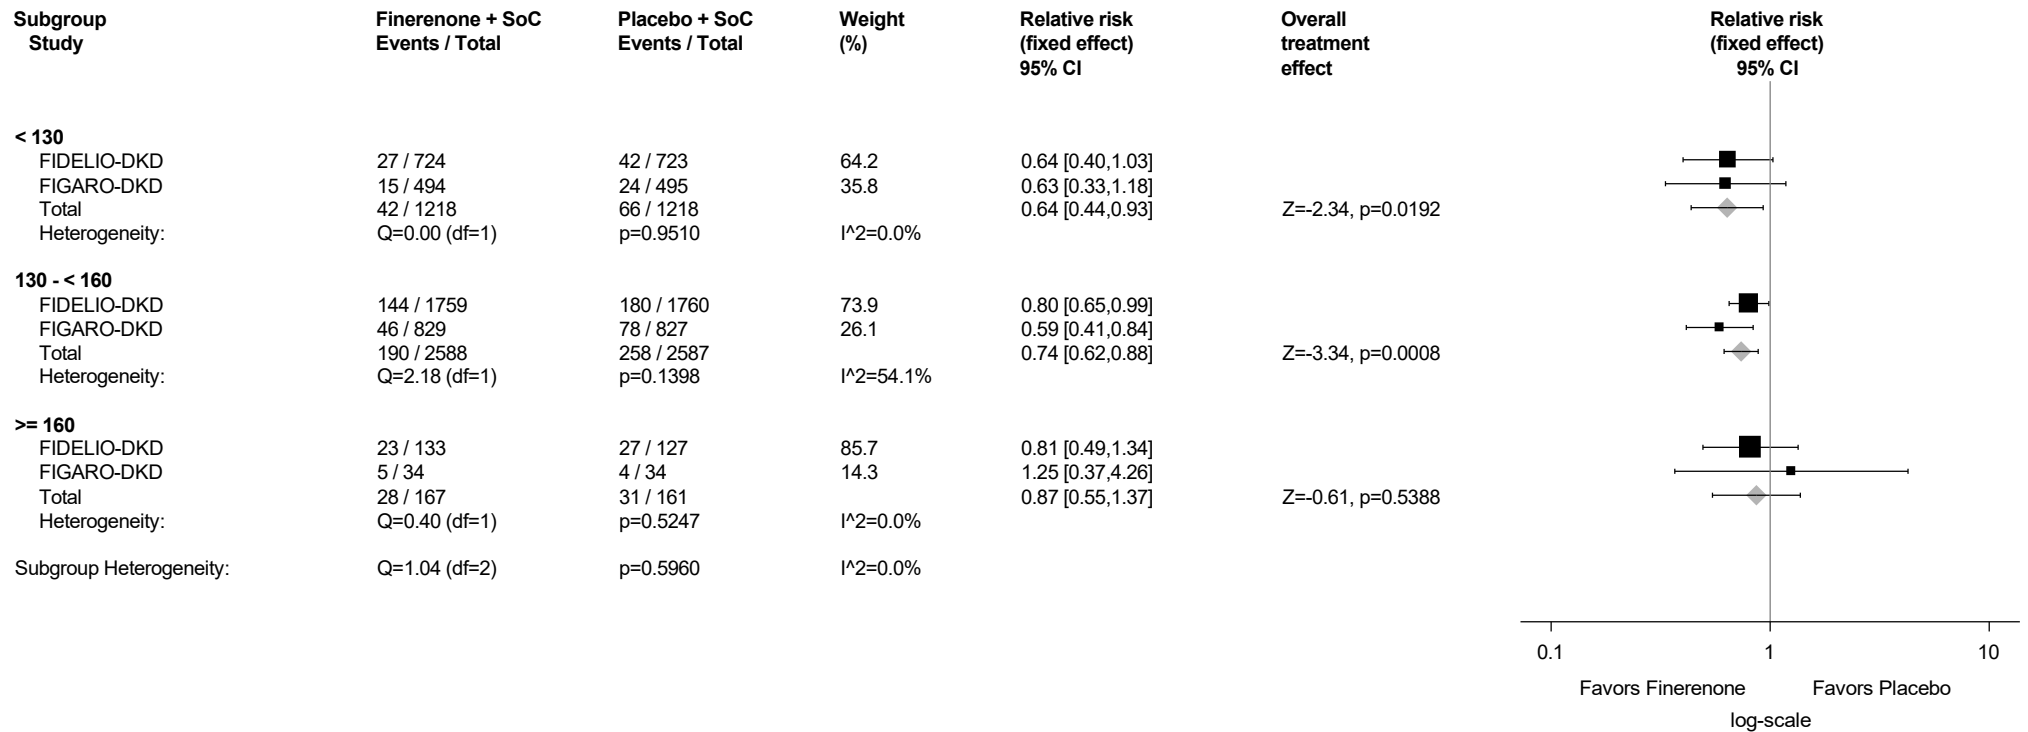 Subgroup Finerenone + SoC Placebo + SoC Weight Relative risk Overall Relative risk
Study Events / Total Events / Total (%) (fixed effect) treatment (fixed effect)
95% CI effect 95% CI
< 130
FIDELIO-DKD 27 / 724 42 / 723 64.2 0.64 [0.40,1.03]
FIGARO-DKD 15 / 494 24 / 495 35.8 0.63 [0.33,1.18]
Total 42 / 1218 66 / 1218 0.64 [0.44,0.93] Z=-2.34, p=0.0192
Heterogeneity: Q=0.00 (df=1) p=0.9510 I^2=0.0%
130 - < 160
FIDELIO-DKD 144 / 1759 180 / 1760 73.9 0.80 [0.65,0.99]
FIGARO-DKD 46 / 829 78 / 827 26.1 0.59 [0.41,0.84]
Total 190 / 2588 258 / 2587 0.74 [0.62,0.88] Z=-3.34, p=0.0008
Heterogeneity: Q=2.18 (df=1) p=0.1398 I^2=54.1%
>= 160
FIDELIO-DKD 23 / 133 27 / 127 85.7 0.81 [0.49,1.34]
FIGARO-DKD 5 / 34 4 / 34 14.3 1.25 [0.37,4.26]
Total 28 / 167 31 / 161 0.87 [0.55,1.37] Z=-0.61, p=0.5388
Heterogeneity: Q=0.40 (df=1) p=0.5247 I^2=0.0%
Subgroup Heterogeneity: Q=1.04 (df=2) p=0.5960 I^2=0.0%
0.1 1 10
Favors Finerenone Favors Placebo
log-scale